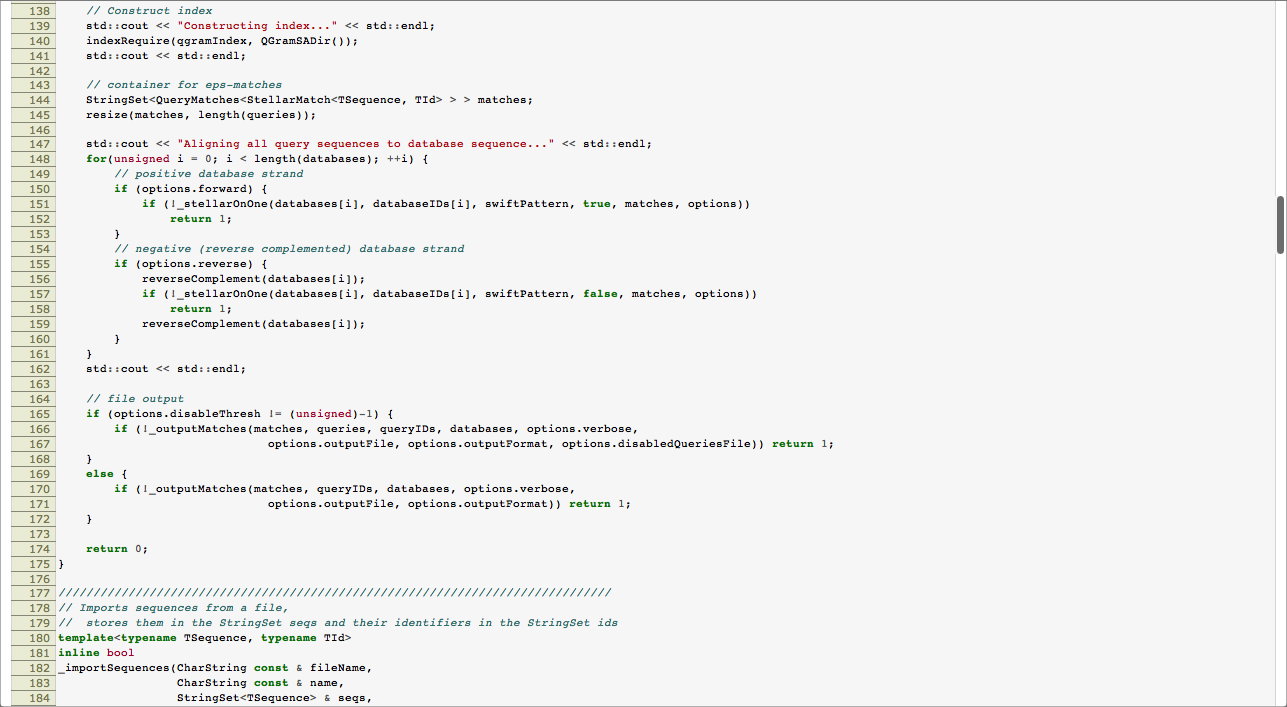 138 // Construct index
139 std::cout << "Constructing index..." << std::endl;
140 indexRequire(qgramIndex, QGramSADir());
141 std::cout << std::endl;
142
143 // container for eps-matches
144 StringSet<QueryMatches<StellarMatch<TSequence, TId> > > matches;
145 resize(matches, length(queries));
146
147 std::cout << "Aligning all query sequences to database sequence..." << std::endl;
148 for(unsigned i = 0; i < length(databases); ++i) {
149 // positive database strand
150 if (options.forward) {
151 if (!_stellarOnOne(databases[i], databaseIDs[i], swiftPattern, true, matches, options))
152 return 1;
153 }
154 // negative (reverse complemented) database strand
155 if (options.reverse) {
156 reverseComplement(databases[i]);
157 if (!_stellarOnOne(databases[i], databaseIDs[i], swiftPattern, false, matches, options))
158 return 1;
159 reverseComplement(databases[i]);
160 }
161 }
162 std::cout << std::endl;
163
164 // file output
165 if (options.disableThresh != (unsigned)-1) {
166 if (!_outputMatches(matches, queries, queryIDs, databases, options.verbose,
167 options.outputFile, options.outputFormat, options.disabledQueriesFile)) return 1;
168 }
169 else {
170 if (!_outputMatches(matches, queryIDs, databases, options.verbose,
171 options.outputFile, options.outputFormat)) return 1;
172 }
173
174 return 0;
175 }
176
177 ///////////////////////////////////////////////////////////////////////////////
178 // Imports sequences from a file,
179 //  stores them in the StringSet seqs and their identifiers in the StringSet ids
180 template<typename TSequence, typename TId>
181 inline bool
182 _importSequences(CharString const & fileName,
183 CharString const & name,
184 StringSet<TSequence> & seqs,